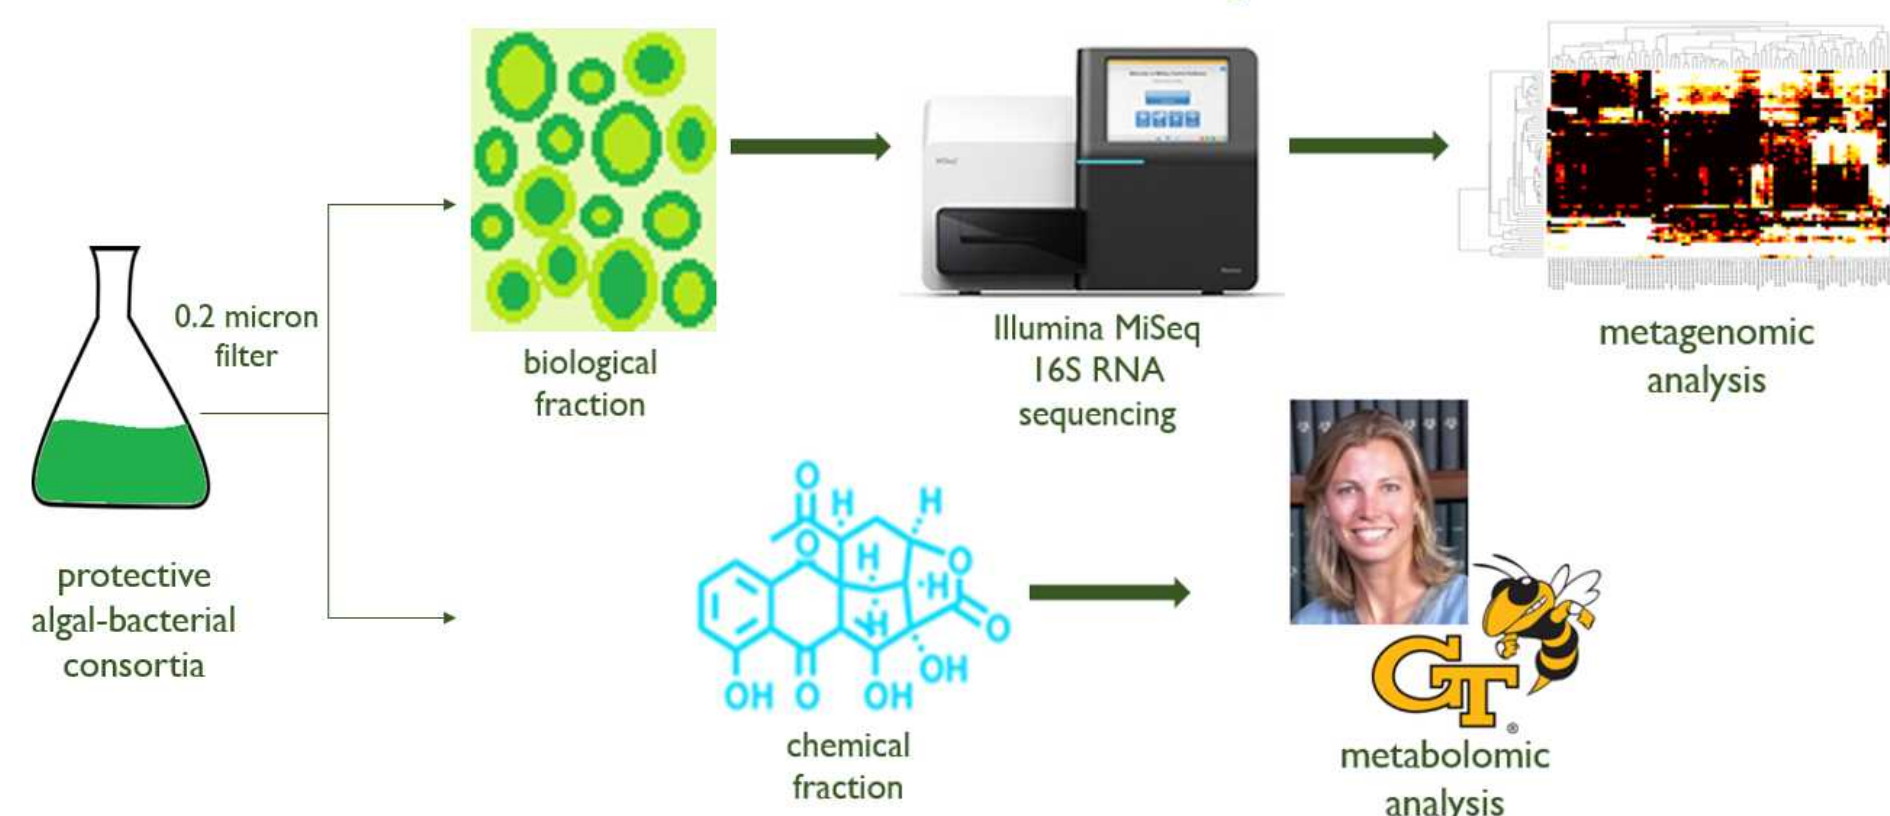 0.2 micron
filter
protective
algal-bacterial
consortia
biological
fraction
Illumina MiSeq
16S RNA
sequencing
metagenomic
analysis
O
H
H
O
H
O
H
O
H
OH
O
OH
OH
chemical
fraction
GT
®
metabolomic
analysis